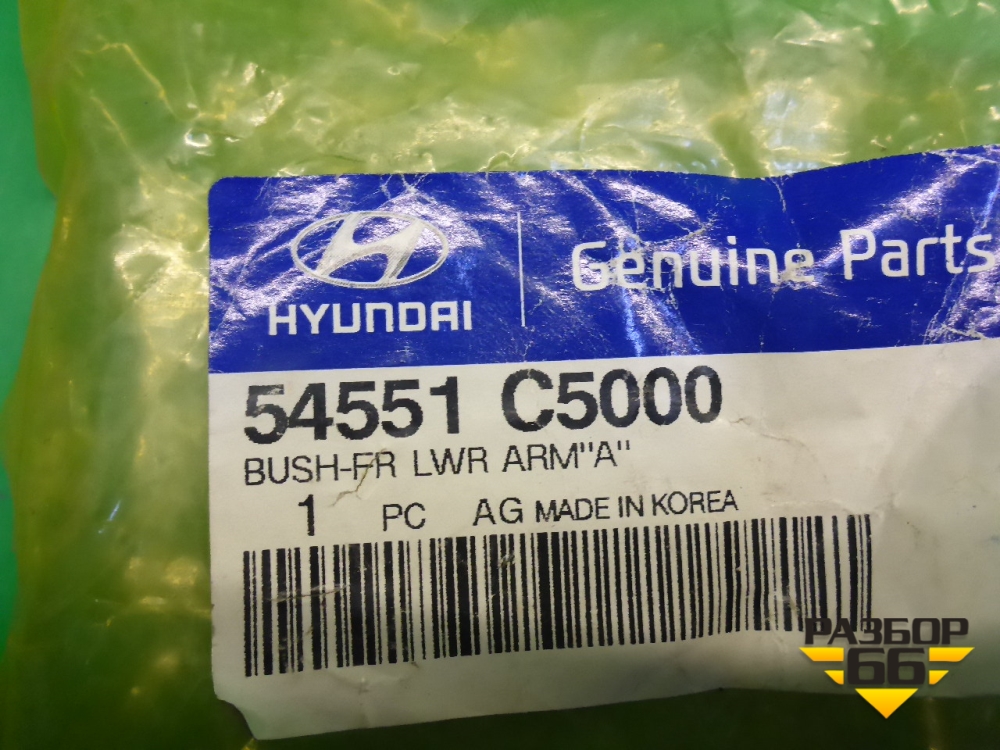 HYUNDAI
Genuine Parts
54551 C5000
BUSH-FR LWR ARM"A"
1 PC AG MADE IN KOREA
РАЗБОР
66